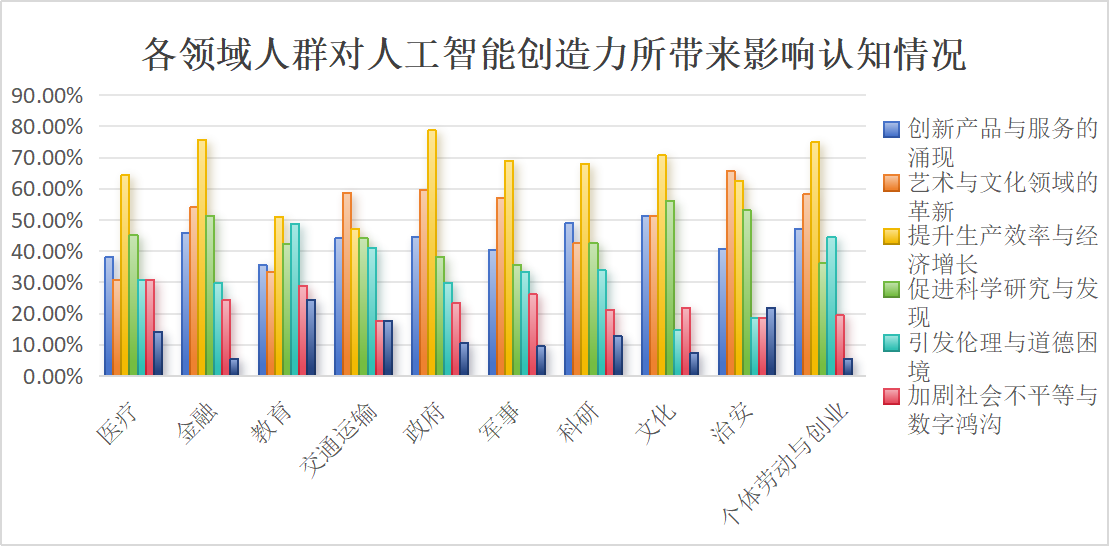 各领域人群对人工智能创造力所带来影响认知情况
90.00%
80.00%
70.00%
60.00%
50.00%
40.00%
30.00%
20.00%
10.00%
0.00%
医疗
金融
教育
交通运输
政府
军事
科研
文化
治安
个体劳动与创业
创新产品与服务的
涌现
艺术与文化领域的
革新
提升生产效率与经
济增长
促进科学研究与发
现
引发伦理与道德困
境
加剧社会不平等与
数字鸿沟